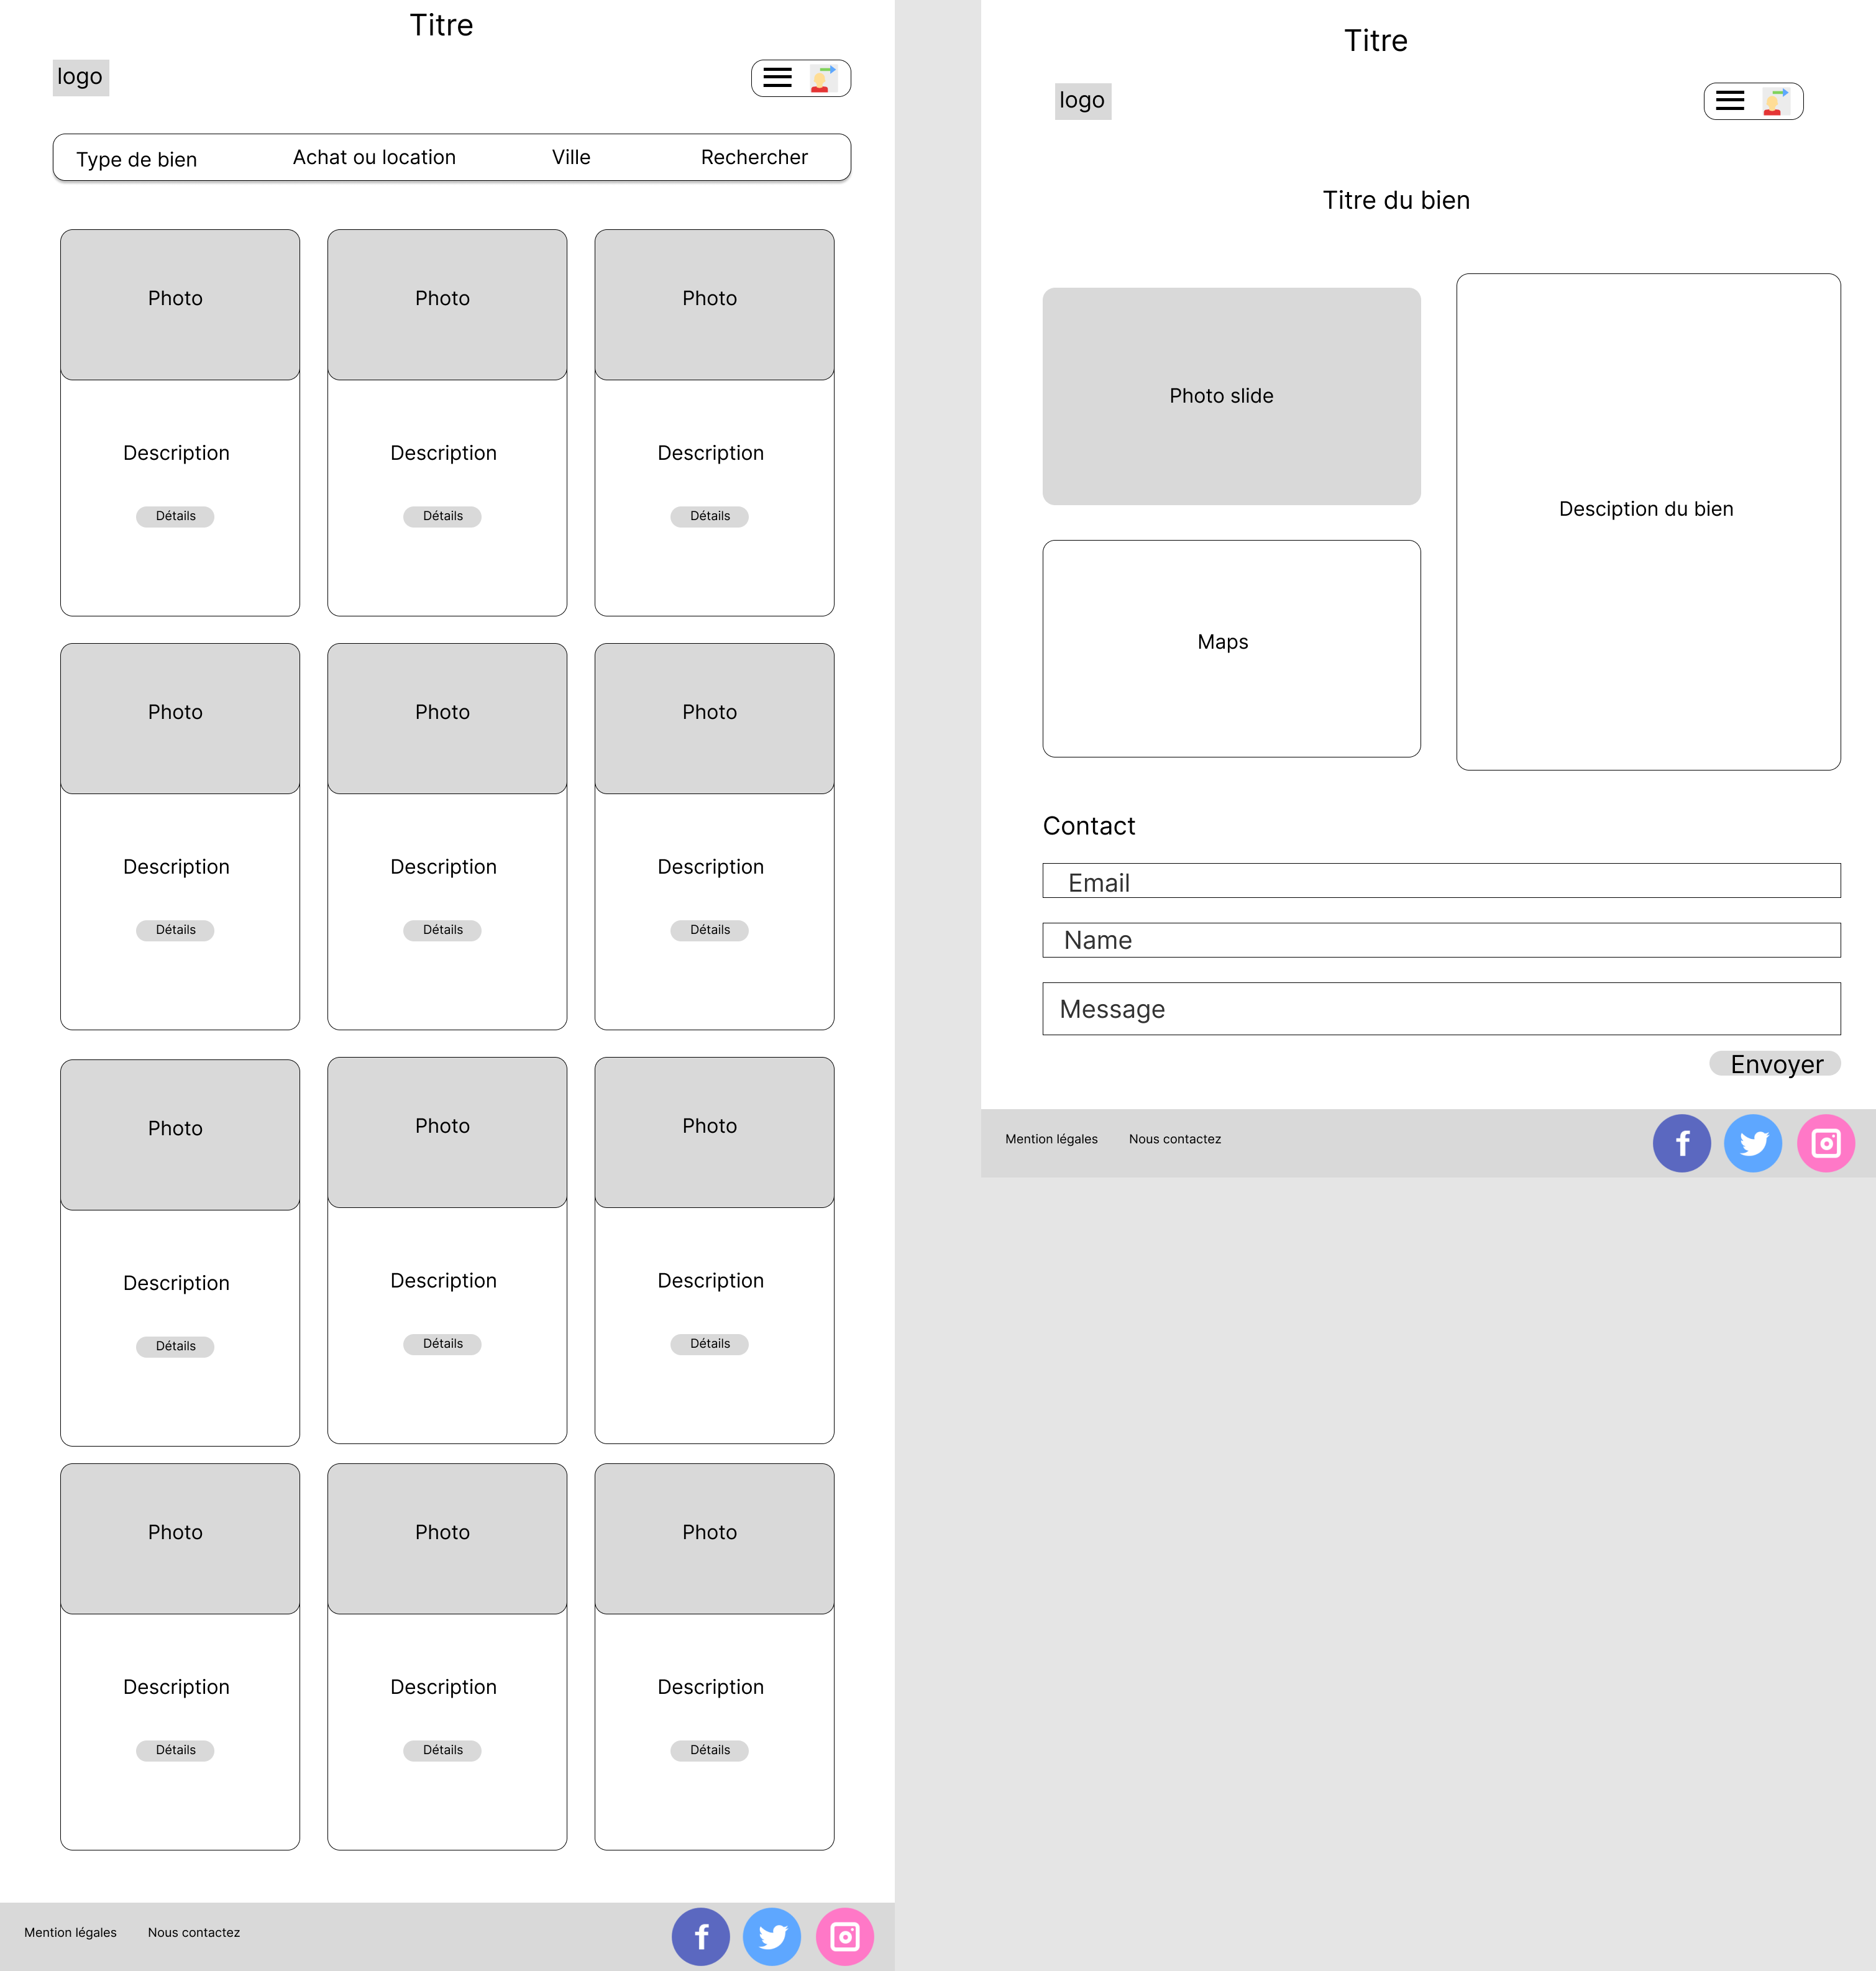 Titre
logo
Type de bien Achat ou location Ville Rechercher
Photo Photo Photo
Description Description Description
Détails Détails Détails
Photo Photo Photo
Description Description Description
Détails Détails Détails
Photo Photo Photo
Description Description Description
Détails Détails Détails
Photo Photo Photo
Description Description Description
Détails Détails Détails
Mention légales Nous contactez
f
Titre
logo
Titre du bien
Photo slide
Desciption du bien
Maps
Contact
Email
Name
Message
Envoyer
Mention légales Nous contactez
f